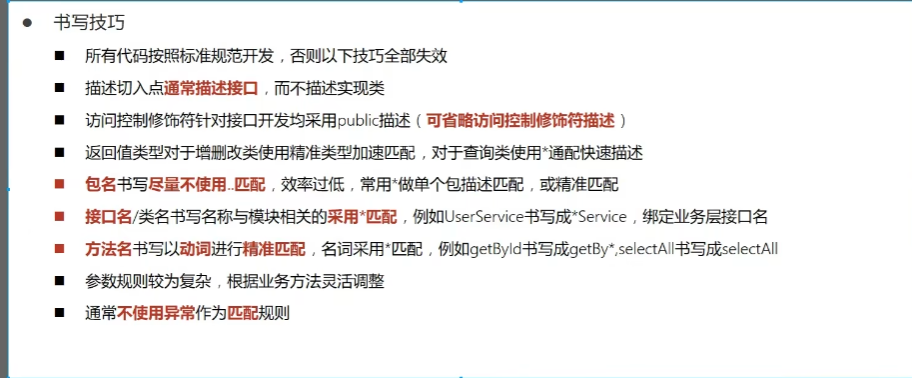 书写技巧
所有代码按照标准规范开发，否则以下技巧全部失效
描述切入点通常描述接口，而不描述实现类
访问控制修饰符针对接口开发均采用public描述（可省略访问控制修饰符描述）
返回值类型对于增删改类使用精准类型加速匹配，对于查询类使用*通配快速描述
包名书写尽量不使用..匹配，效率过低，常用*做单个包描述匹配，或精准匹配
接口名/类名书写名称与模块相关的采用*匹配，例如UserService书写成*Service，绑定业务层接口名
方法名书写以动词进行精准匹配，名词采用*匹配，例如getById书写成getBy*,selectAll书写成selectAll
参数规则较为复杂，根据业务方法灵活调整
通常不使用异常作为匹配规则